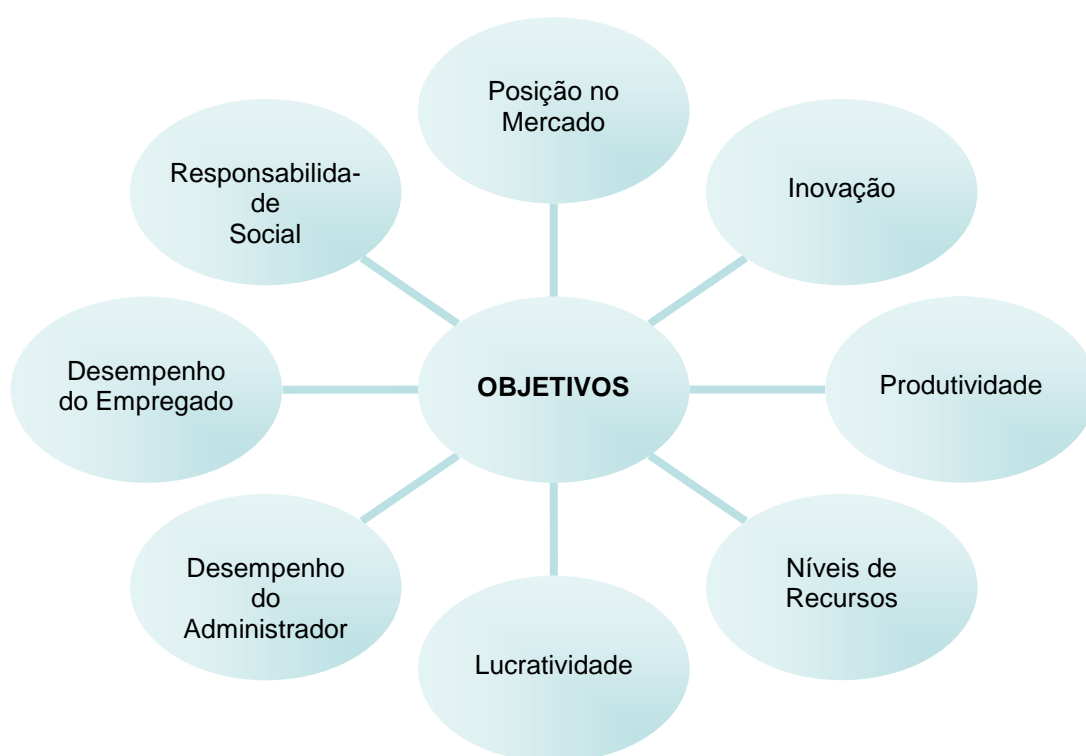 Posição no
Mercado
Inovação
Produtividade
Níveis de
Recursos
Lucratividade
Desempenho
do
Administrador
Desempenho
do Empregado
Responsabilida-
de
Social
OBJETIVOS